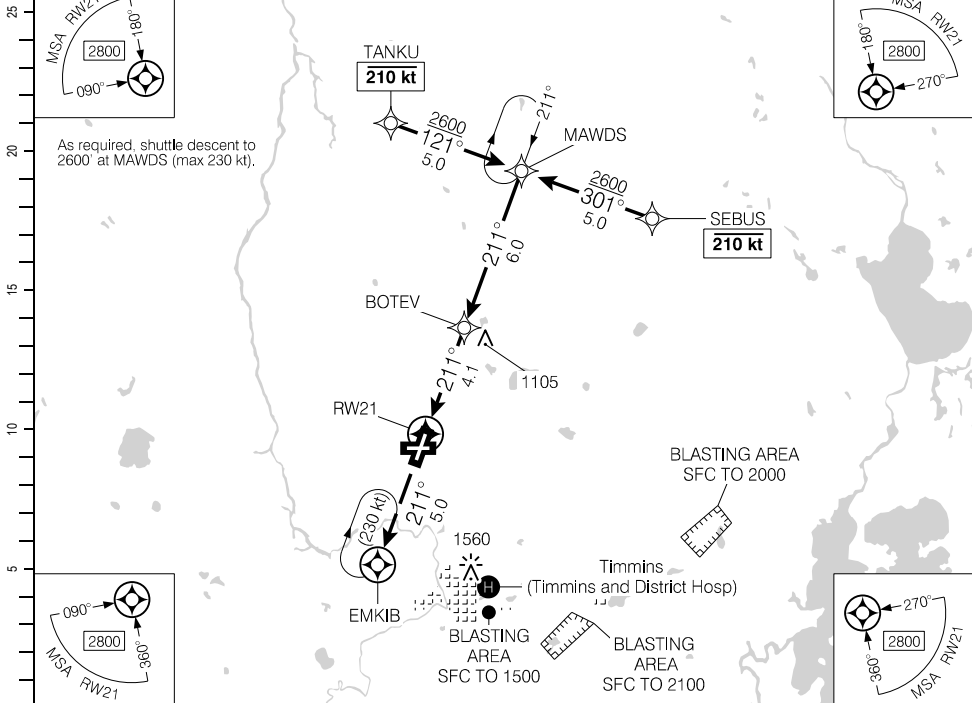 25
20
15
10
5
MSA RW21
180°
2800
090°
MSA RW21
180°
2800
270°
As required, shuttle descent to
2600' at MAWDS (max 230 kt).
TANKU
210 kt
2600
121°
5.0
211°
MAWDS
2600
301°
5.0
SEBUS
210 kt
211°
6.0
BOTEV
211°
4.1
1105
RW21
BLASTING AREA
SFC TO 2000
(230 kt)
211°
5.0
EMKIB
1560
H
Timmins
(Timmins and District Hosp)
BLASTING
AREA
SFC TO 1500
BLASTING
AREA
SFC TO 2100
090°
2800
360°
MSA RW21
270°
2800
360°
MSA RW21